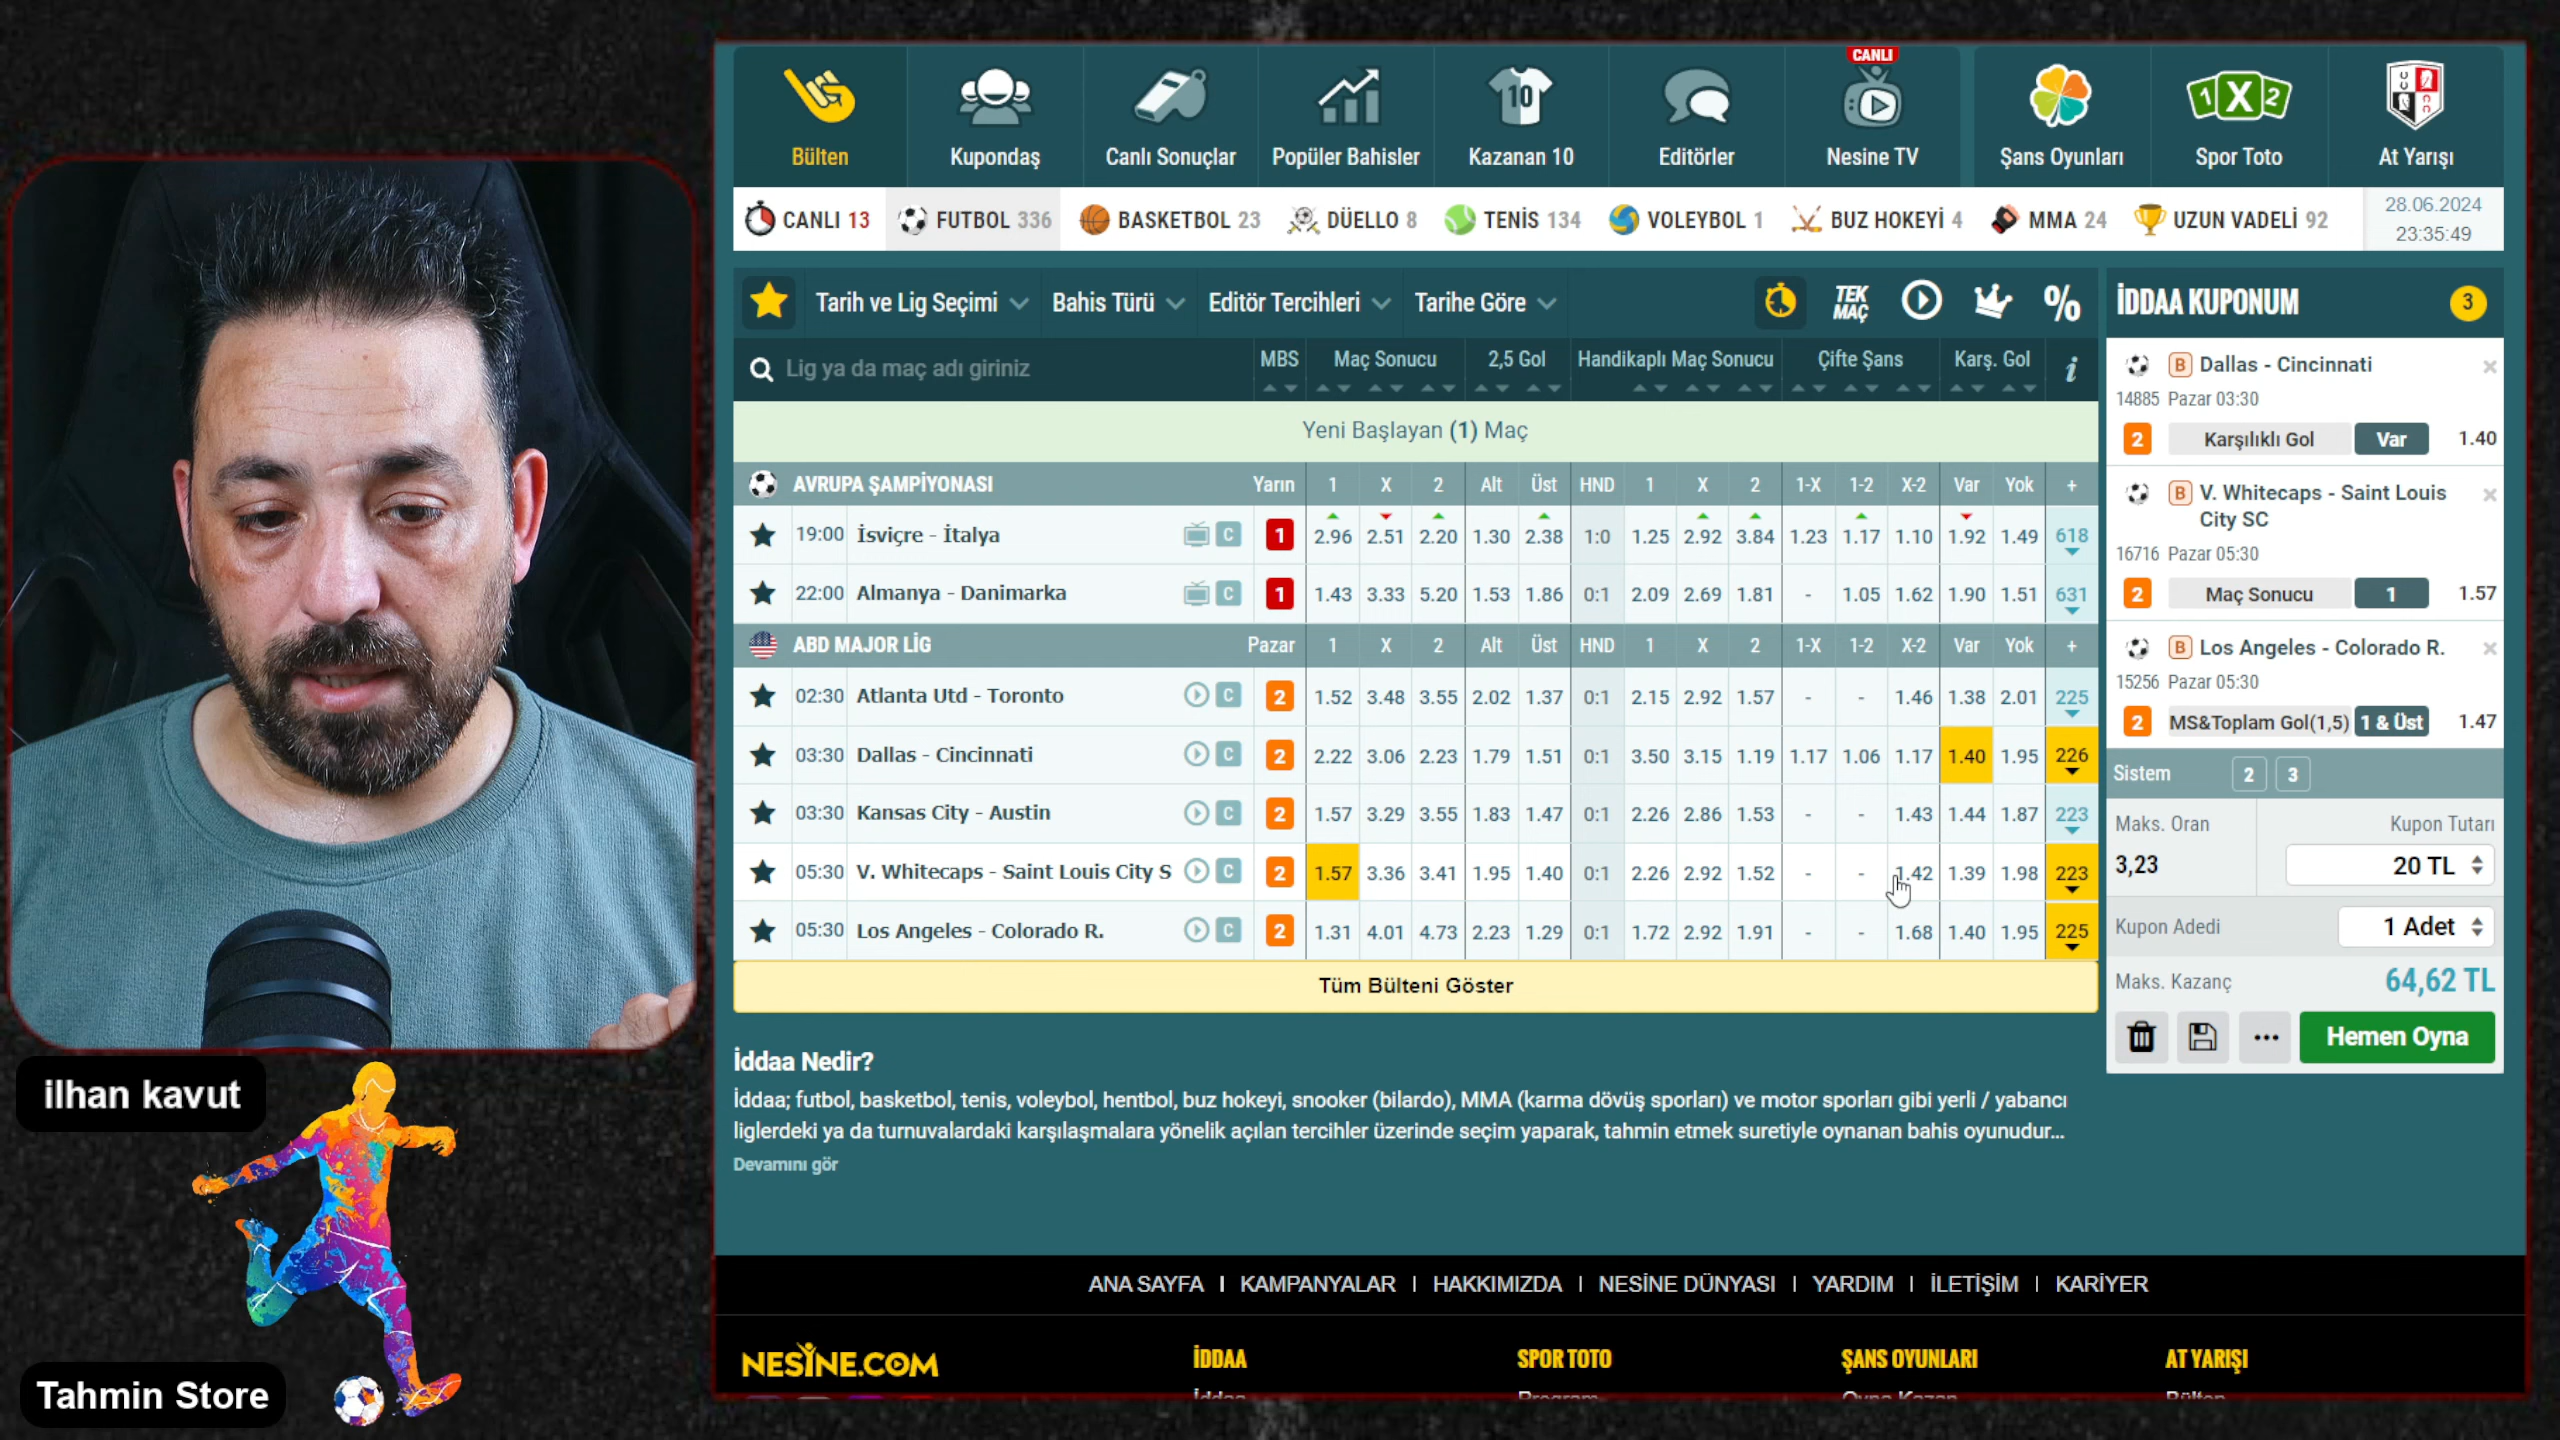 CANLI
Bülten
Kupondaş
Canlı Sonuçlar
Popüler Bahisler
10
Kazanan 10
Editörler
Nesine TV
Şans Oyunları
1 X 2
Spor Toto
At Yarışı
CANLI 13
FUTBOL 336
BASKETBOL 23
DÜELLO 8
TENİS 134
VOLEYBOL 1
BUZ HOKEYİ 4
MMA 24
UZUN VADELİ 92
28.06.2024
23:35:49
Tarih ve Lig Seçimi
Bahis Türü
Editör Tercihleri
Tarihe Göre
TEK
MAÇ
%
Lig ya da maç adı giriniz
MBS Maç Sonucu 2,5 Gol Handikaplı Maç Sonucu Çifte Şans Karş. Gol i
Yeni Başlayan (1) Maç
AVRUPA ŞAMPİYONASI Yarın 1 X 2 Alt Üst HND 1 X 2 1-X 1-2 X-2 Var Yok +
19:00 İsviçre - İtalya C 1 2.96 2.51 2.20 1.30 2.38 1:0 1.25 2.92 3.84 1.23 1.17 1.10 1.92 1.49 618
22:00 Almanya - Danimarka C 1 1.43 3.33 5.20 1.53 1.86 0:1 2.09 2.69 1.81 - 1.05 1.62 1.90 1.51 631
ABD MAJOR LİG Pazar 1 X 2 Alt Üst HND 1 X 2 1-X 1-2 X-2 Var Yok +
02:30 Atlanta Utd - Toronto C 2 1.52 3.48 3.55 2.02 1.37 0:1 2.15 2.92 1.57 - - 1.46 1.38 2.01 225
03:30 Dallas - Cincinnati C 2 2.22 3.06 2.23 1.79 1.51 0:1 3.50 3.15 1.19 1.17 1.06 1.17 1.40 1.95 226
03:30 Kansas City - Austin C 2 1.57 3.29 3.55 1.83 1.47 0:1 2.26 2.86 1.53 - - 1.43 1.44 1.87 223
05:30 V. Whitecaps - Saint Louis City S C 2 1.57 3.36 3.41 1.95 1.40 0:1 2.26 2.92 1.52 - - 1.42 1.39 1.98 223
05:30 Los Angeles - Colorado R. C 2 1.31 4.01 4.73 2.23 1.29 0:1 1.72 2.92 1.91 - - 1.68 1.40 1.95 225
Tüm Bülteni Göster
İDDAA KUPONUM 3
B Dallas - Cincinnati
14885 Pazar 03:30
2 Karşılıklı Gol Var 1.40
B V. Whitecaps - Saint Louis
City SC
16716 Pazar 05:30
2 Maç Sonucu 1 1.57
B Los Angeles - Colorado R.
15256 Pazar 05:30
2 MS&Toplam Gol(1,5) 1 & Üst 1.47
Sistem 2 3
Maks. Oran Kupon Tutarı
3,23 20 TL
Kupon Adedi 1 Adet
Maks. Kazanç 64,62 TL
Hemen Oyna
İddaa Nedir?
İddaa; futbol, basketbol, tenis, voleybol, hentbol, buz hokeyi, snooker (bilardo), MMA (karma dövüş sporları) ve motor sporları gibi yerli / yabancı
liglerdeki ya da turnuvalardaki karşılaşmalara yönelik açılan tercihler üzerinde seçim yaparak, tahmin etmek suretiyle oynanan bahis oyunudur...
Devamını gör
ilhan kavut
Tahmin Store
ANA SAYFA | KAMPANYALAR | HAKKIMIZDA | NESİNE DÜNYASI | YARDIM | İLETİŞİM | KARİYER
NESİNE.COM
İDDAA
SPOR TOTO
ŞANS OYUNLARI
AT YARIŞI